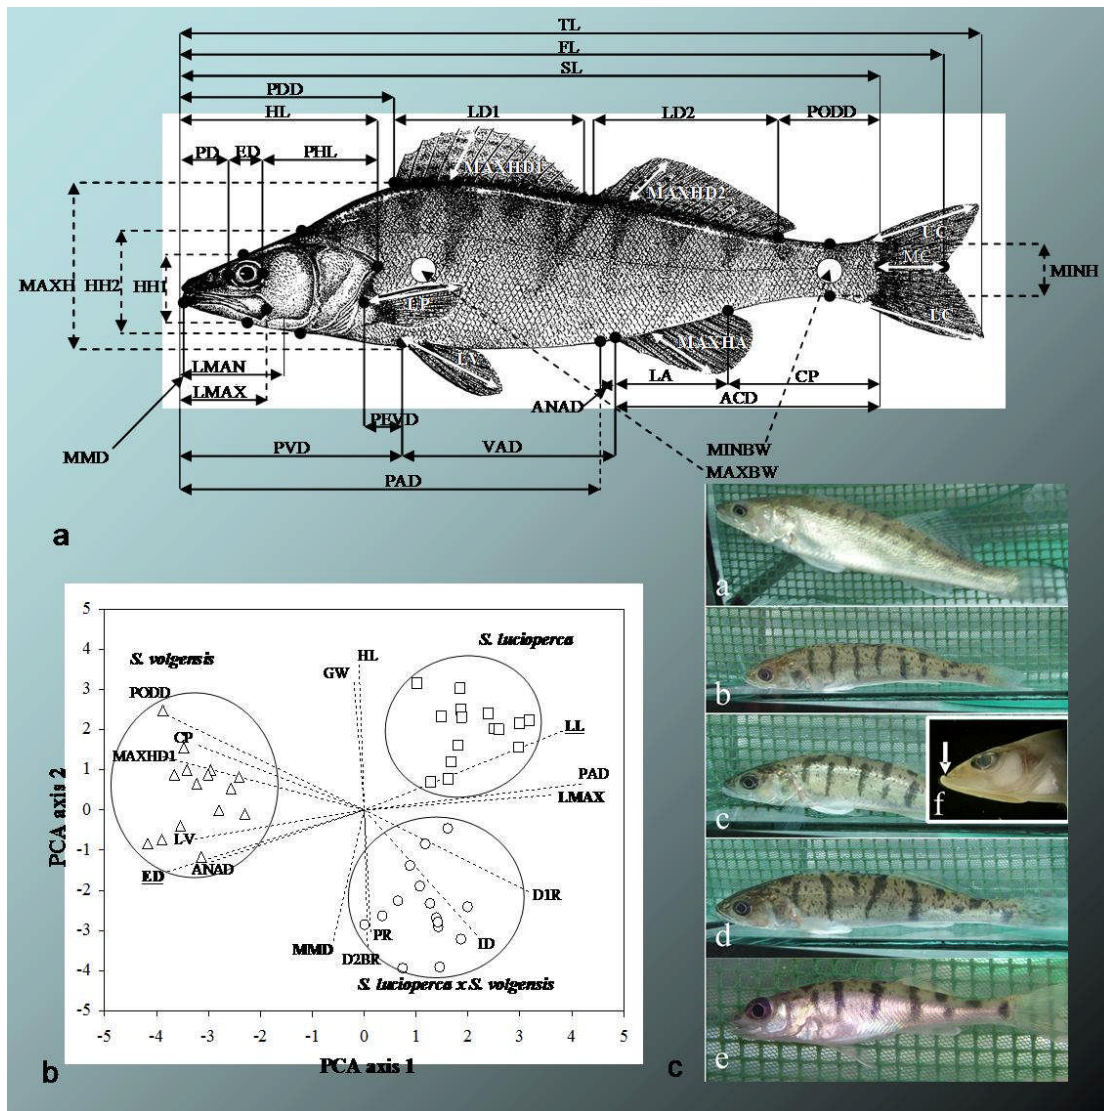 TL
FL
SL
PDD
HL LD1 LD2 PODD
PD ED PHL
MAXHD1
MAXHD2
UC
MC
MAXH HH2 HH1 MINH
LP
LC
LV MAXHA
LMAN
LA CP
LMAX
ANAD ACD
PEVD
MMD PVD VAD MINBW
MAXBW
PAD
a
5
4
3
2
1
0
-1
-2
-3
-4
-5
-5 -4 -3 -2 -1 0 1 2 3 4 5
PCA axis 2
PCA axis 1
S. volgensis
S. lucioperca
HL
GW
PODD
CP
LL
MAXHD1
PAD
LMAX
LV
ANAD
ED
D1R
PR
MMD
ID
D2BR
S. lucioperca x S. volgensis
b
a
b
c
f
d
e
c